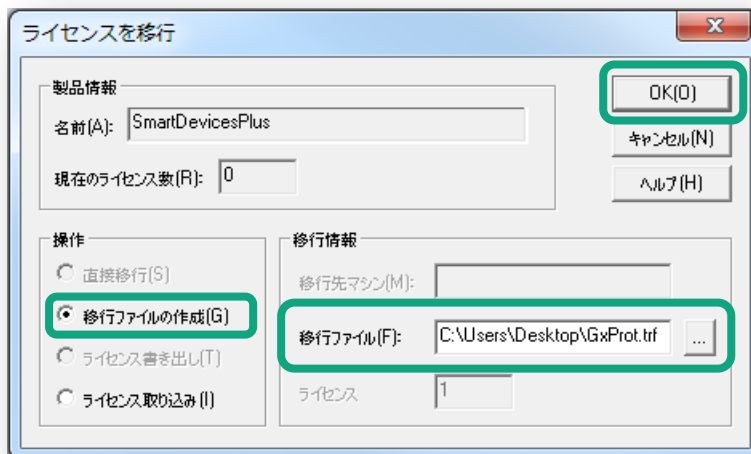 ライセンスを移行
製品情報
名前(A): SmartDevicesPlus
現在のライセンス数(R): 0
OK(O)
キャンセル(N)
ヘルプ(H)
操作
直接移行(S)
移行ファイルの作成(G)
ライセンス書き出し(T)
ライセンス取り込み(I)
移行情報
移行先マシン(M):
移行ファイル(F): C:\Users\Desktop\GxProt.trf ...
ライセンス 1